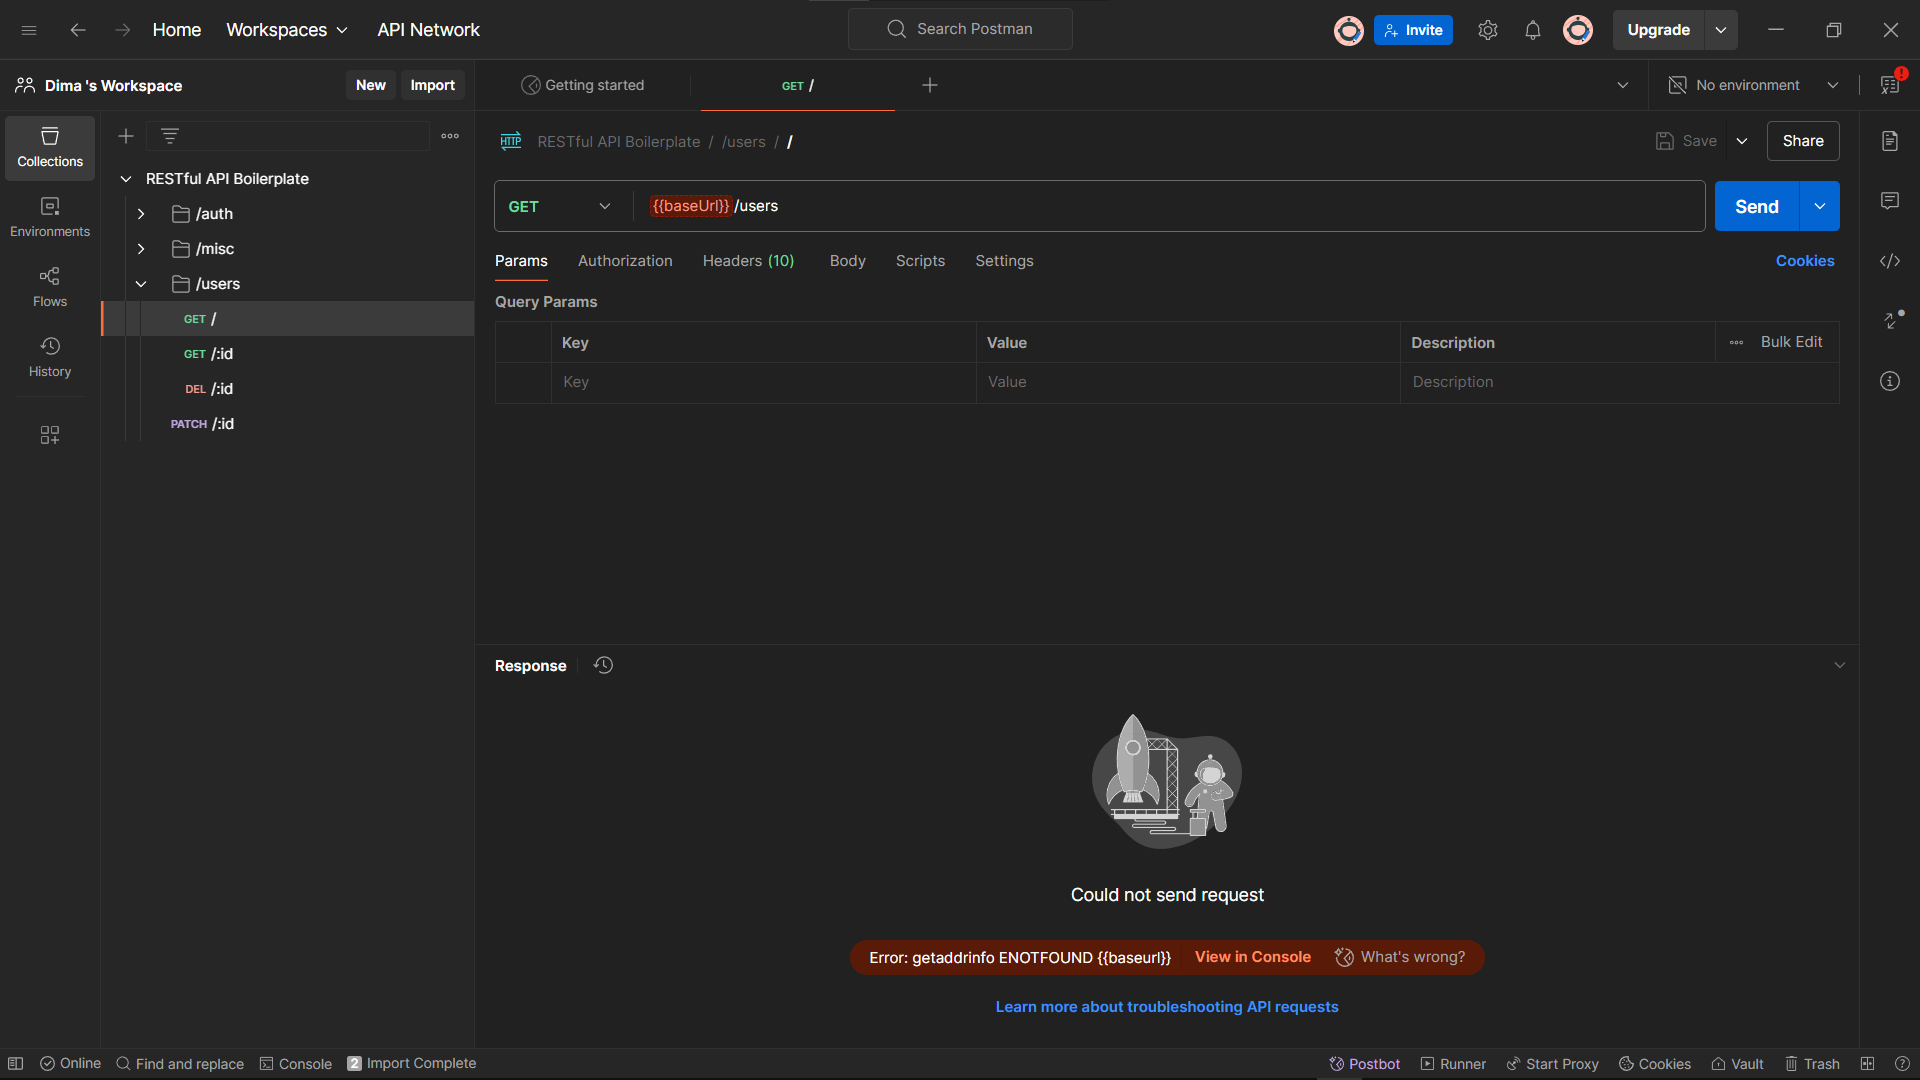 Home
Workspaces
API Network
Search Postman
Invite
Upgrade
Dima 's Workspace
New
Import
Getting started
GET /
No environment
!
Collections
Environments
Flows
History
RESTful API Boilerplate
/auth
/misc
/users
GET /
GET /:id
DEL /:id
PATCH /:id
HTTP
RESTful API Boilerplate / /users / /
Save
Share
GET
{{baseUrl}}/users
Send
Params
Authorization
Headers (10)
Body
Scripts
Settings
Cookies
Query Params
Key
Value
Description
Bulk Edit
Key
Value
Description
Response
Could not send request
Error: getaddrinfo ENOTFOUND {{baseurl}}
View in Console
What's wrong?
Learn more about troubleshooting API requests
Online
Find and replace
Console
2 Import Complete
Postbot
Runner
Start Proxy
Cookies
Vault
Trash